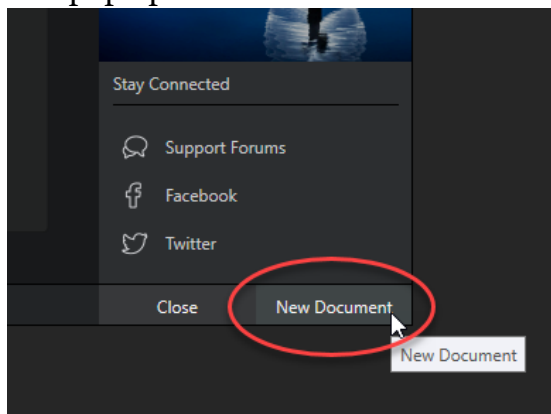 Stay Connected
Support Forums
Facebook
Twitter
Close New Document
New Document